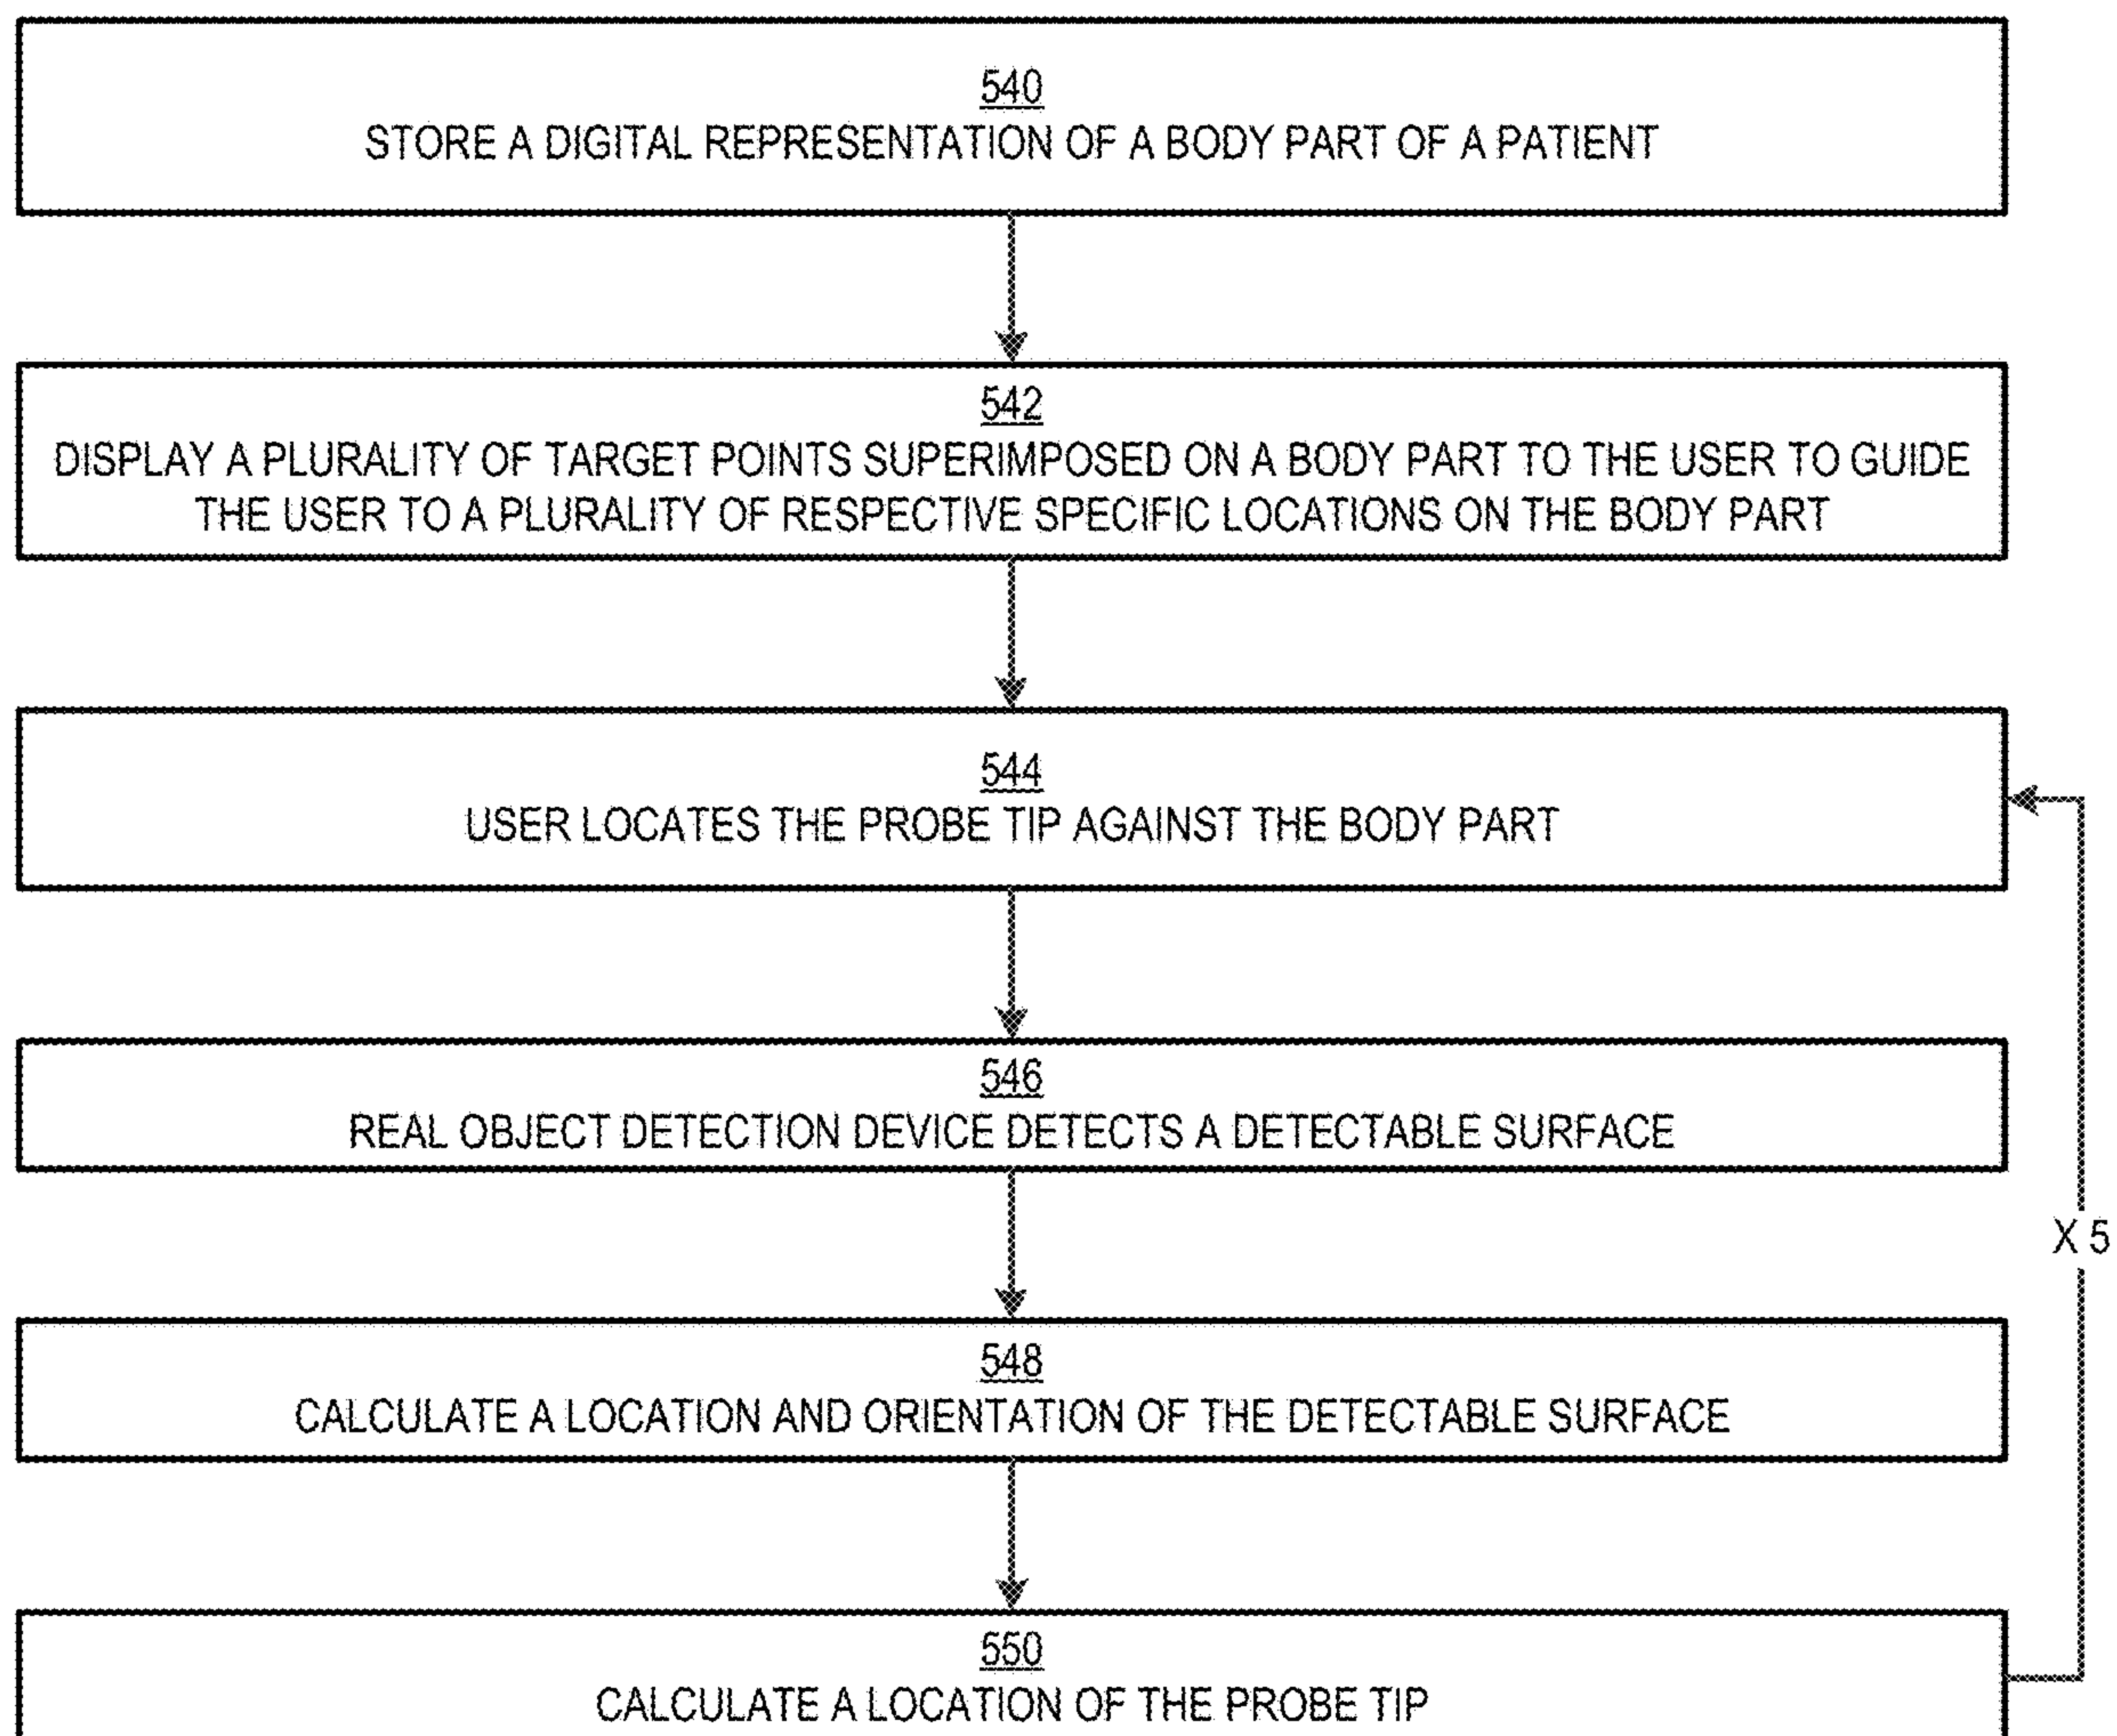 540
STORE A DIGITAL REPRESENTATION OF A BODY PART OF A PATIENT
542
DISPLAY A PLURALITY OF TARGET POINTS SUPERIMPOSED ON A BODY PART TO THE USER TO GUIDE
THE USER TO A PLURALITY OF RESPECTIVE SPECIFIC LOCATIONS ON THE BODY PART
544
USER LOCATES THE PROBE TIP AGAINST THE BODY PART
546
REAL OBJECT DETECTION DEVICE DETECTS A DETECTABLE SURFACE
X 5
548
CALCULATE A LOCATION AND ORIENTATION OF THE DETECTABLE SURFACE
550
CALCULATE A LOCATION OF THE PROBE TIP